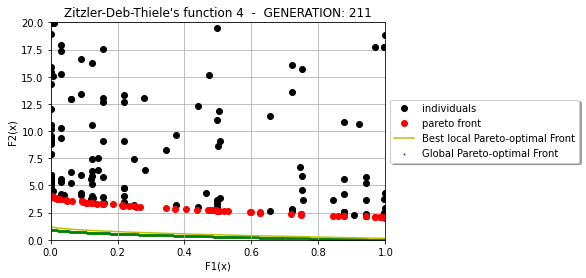 Zitzler-Deb-Thiele's function 4  -  GENERATION: 211
20.0
17.5
15.0
12.5
10.0
7.5
5.0
2.5
0.0
F2(x)
0.0 0.2 0.4 0.6 0.8 1.0
F1(x)
individuals
pareto front
Best local Pareto-optimal Front
Global Pareto-optimal Front